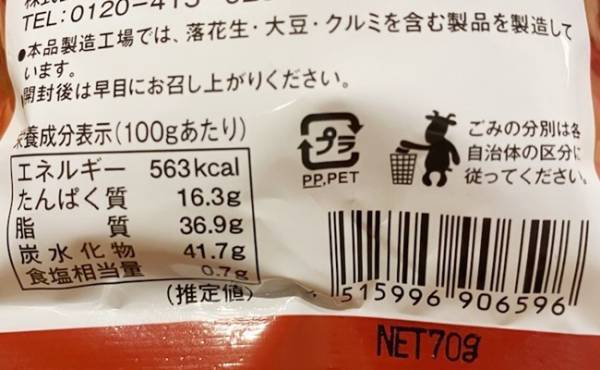 TEL:0120-415
●本品製造工場では、落花生・大豆・クルミを含む製品を製造して
います。
開封後は早目にお召し上がりください。
栄養成分表示(100gあたり)
エネルギー 563kcal
たんぱく質 16.3g
脂質 36.9g
炭水化物 41.7g
食塩相当量 0.7g
(推定値)
プラ
PP,PET
ごみの分別は各
自治体の区分に
従ってください。
515996 906596
NET70g